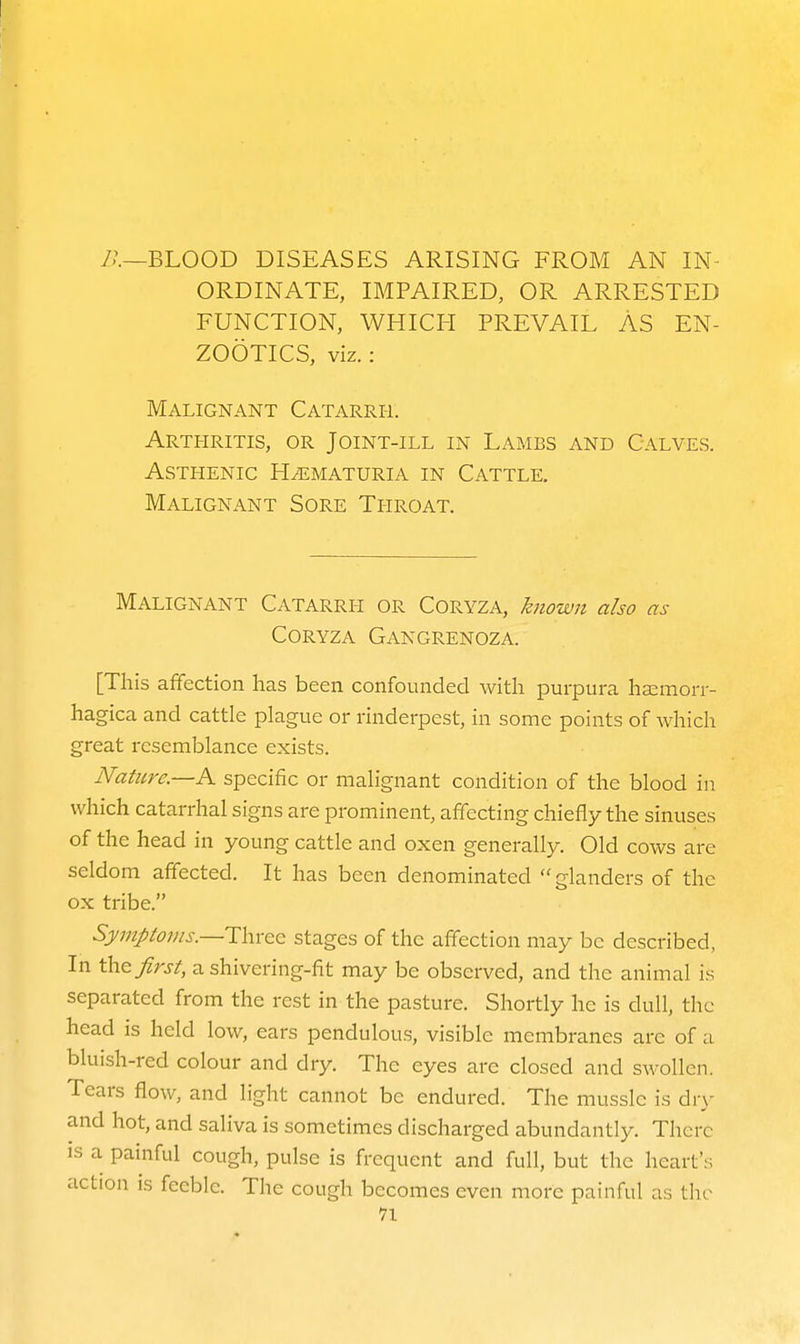 B.—BLOOD DISEASES ARISING FROM AN IN-
ORDINATE, IMPAIRED, OR ARRESTED
FUNCTION, WHICH PREVAIL AS EN-
ZOÖTICS, viz.:
MALIGNANT CATARRH.
ARTHRITIS, OR JOINT-ILL IN LAMBS AND CALVES.
ASTHENIC HÆMATURIA IN CATTLE.
MALIGNANT SORE THROAT.
MALIGNANT CATARRH OR CORYZA, known also as
CORYZA GANGRENOZA.
[This affection has been confounded with purpura hæmorr-
hagica and cattle plague or rinderpest, in some points of which
great resemblance exists.
Nature.—A specific or malignant condition of the blood in
which catarrhal signs are prominent, affecting chiefly the sinuses
of the head in young cattle and oxen generally. Old cows are
seldom affected. It has been denominated "glanders of the
ox tribe."
Symptoms.—Three stages of the affection may be described,
In the first, a shivering-fit may be observed, and the animal is
separated from the rest in the pasture. Shortly he is dull, the
head is held low, ears pendulous, visible membranes are of a
bluish-red colour and dry. The eyes are closed and swollen.
Tears flow, and light cannot be endured. The mussle is dry
and hot, and saliva is sometimes discharged abundantly. There
is a painful cough, pulse is frequent and full, but the heart's
action is feeble. The cough becomes even more painful as the
71